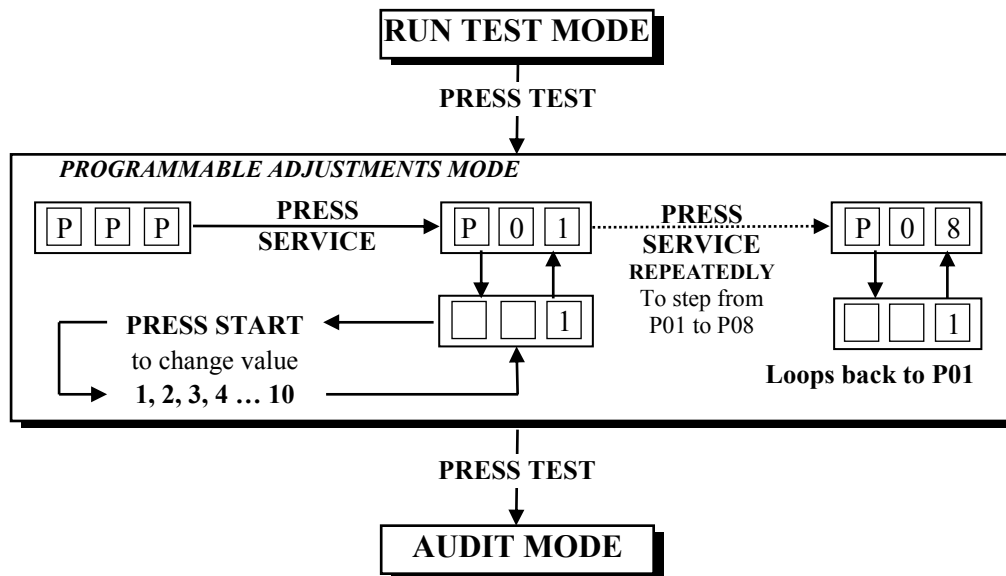 RUN TEST MODE
PRESS TEST
PROGRAMMABLE ADJUSTMENTS MODE
P P P
PRESS
SERVICE
P 0 1
PRESS
SERVICE
REPEATEDLY
To step from
P01 to P08
P 0 8
PRESS START
to change value
1, 2, 3, 4 … 10
1
1
Loops back to P01
PRESS TEST
AUDIT MODE